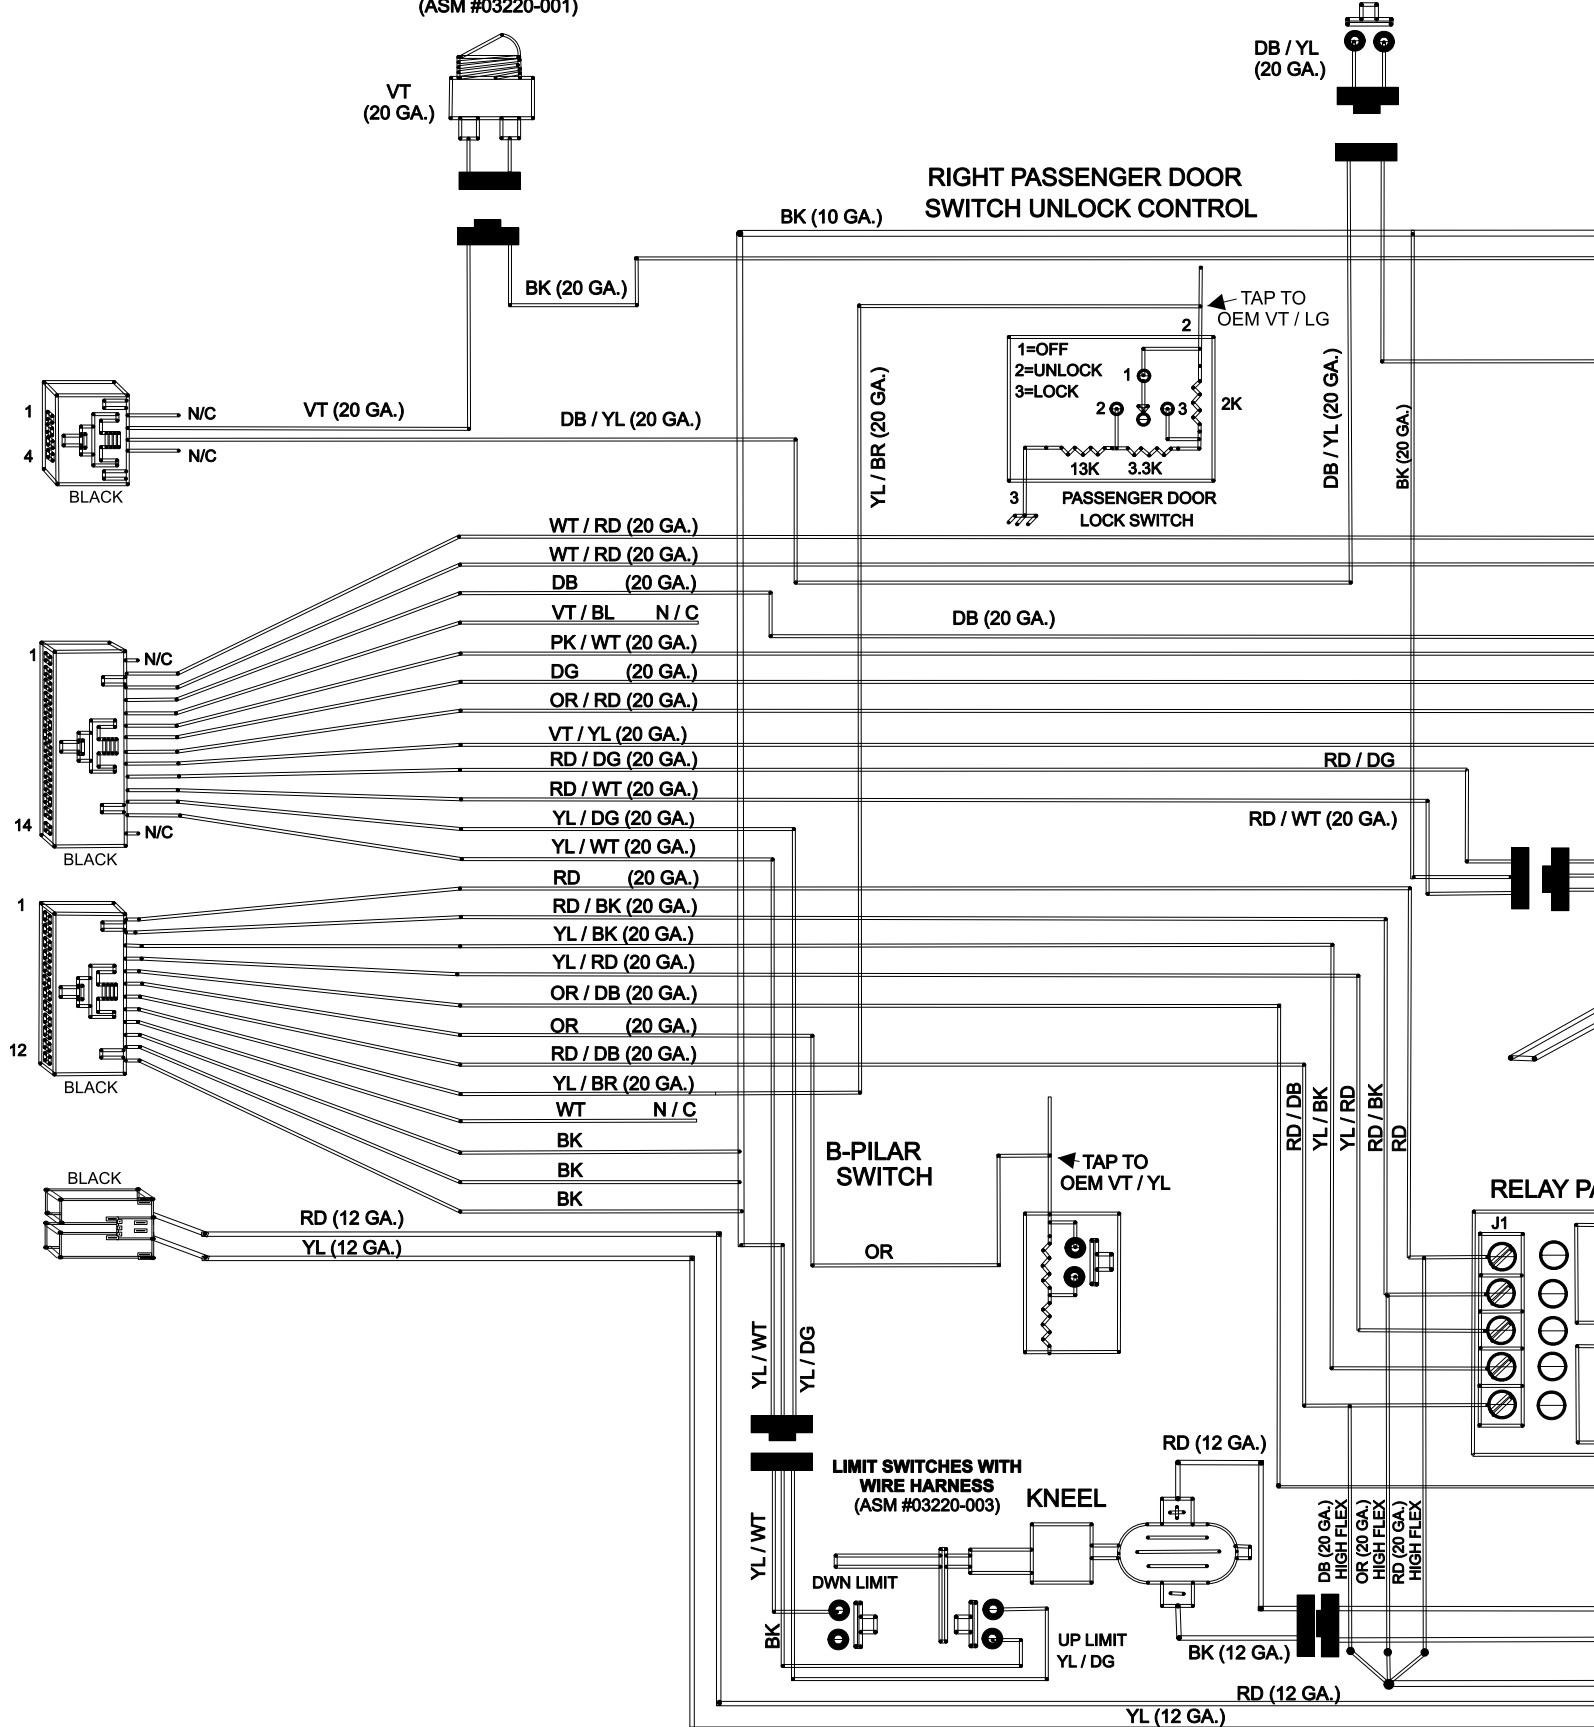 (ASM #03220-001)
DB / YL
(20 GA.)
VT
(20 GA.)
RIGHT PASSENGER DOOR
SWITCH UNLOCK CONTROL
BK (10 GA.)
BK (20 GA.)
TAP TO
OEM VT / LG
2
1=OFF
2=UNLOCK
3=LOCK
1
2
3
2K
13K
3.3K
3
PASSENGER DOOR
LOCK SWITCH
YL / BR (20 GA.)
DB / YL (20 GA.)
BK (20 GA.)
1
4
N/C
N/C
BLACK
VT (20 GA.)
DB / YL (20 GA.)
WT / RD (20 GA.)
WT / RD (20 GA.)
DB (20 GA.)
VT / BL N / C
DB (20 GA.)
PK / WT (20 GA.)
DG (20 GA.)
OR / RD (20 GA.)
VT / YL (20 GA.)
RD / DG (20 GA.)
RD / DG
RD / WT (20 GA.)
RD / WT (20 GA.)
YL / DG (20 GA.)
YL / WT (20 GA.)
1
N/C
14
N/C
BLACK
RD (20 GA.)
RD / BK (20 GA.)
YL / BK (20 GA.)
YL / RD (20 GA.)
OR / DB (20 GA.)
OR (20 GA.)
RD / DB (20 GA.)
YL / BR (20 GA.)
WT N / C
BK
BK
BK
1
12
BLACK
BLACK
RD (12 GA.)
YL (12 GA.)
B-PILAR
SWITCH
TAP TO
OEM VT / YL
OR
RD / DB
YL / BK
YL / RD
RD / BK
RD
RELAY PA
J1
YL / WT
YL / DG
LIMIT SWITCHES WITH
WIRE HARNESS
(ASM #03220-003)
KNEEL
RD (12 GA.)
YL / WT
BK
DWN LIMIT
UP LIMIT
YL / DG
BK (12 GA.)
DB (20 GA.)
HIGH FLEX
OR (20 GA.)
HIGH FLEX
RD (20 GA.)
HIGH FLEX
RD (12 GA.)
YL (12 GA.)